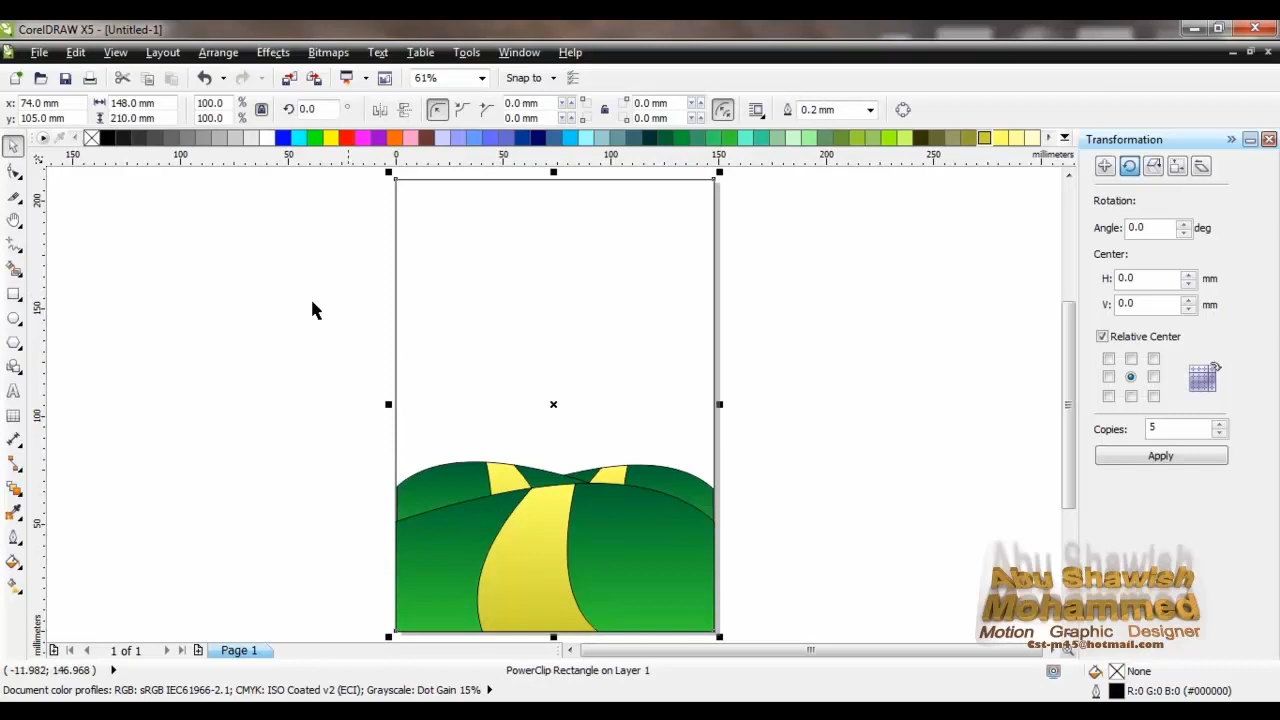 CorelDRAW X5 - [Untitled-1]
File Edit View Layout Arrange Effects Bitmaps Text Table Tools Window Help
61% Snap to
x: 74.0 mm 148.0 mm 100.0 % 0.0 ° 0.0 mm 0.0 mm 0.2 mm
y: 105.0 mm 210.0 mm 100.0 % 0.0 mm 0.0 mm
150 100 50 0 50 100 150 200 250 millimeters
200
150
100
50
millimeters
Transformation
Rotation:
Angle: 0.0 deg
Center:
H: 0.0 mm
V: 0.0 mm
Relative Center
Copies: 5
Apply
Abu Shawish
Mohammed
Motion Graphic Designer
Cst-m45@hotmail.com
1 of 1 Page 1
(-11.982, 146.968) PowerClip Rectangle on Layer 1 None
Document color profiles: RGB: sRGB IEC61966-2.1; CMYK: ISO Coated v2 (ECI); Grayscale: Dot Gain 15% R:0 G:0 B:0 (#000000)